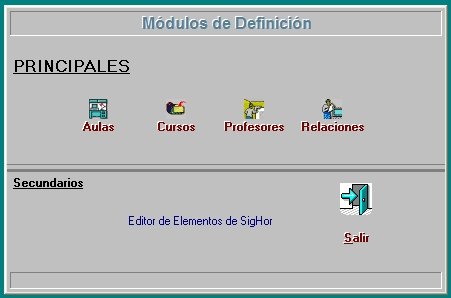 Módulos de Definición
PRINCIPALES
Aulas Cursos Profesores Relaciones
Secundarios
Editor de Elementos de SigHor
Salir